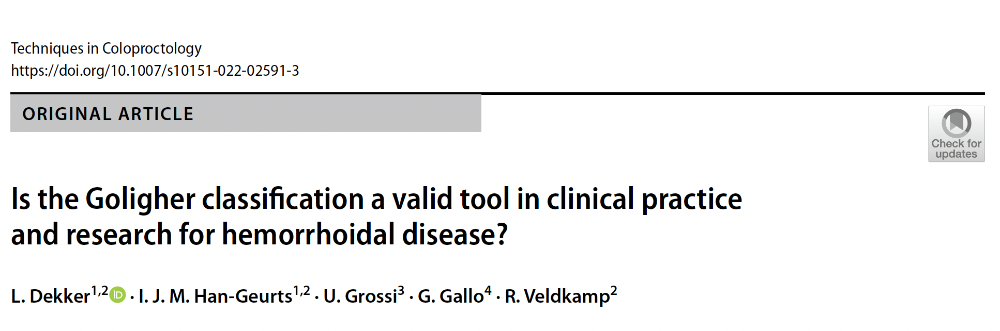 Techniques in Coloproctology
https://doi.org/10.1007/s10151-022-02591-3
ORIGINAL ARTICLE
Check for
updates
Is the Goligher classification a valid tool in clinical practice
and research for hemorrhoidal disease?
L. Dekker1,2 iD · I. J. M. Han-Geurts1,2 · U. Grossi3 · G. Gallo4 · R. Veldkamp2